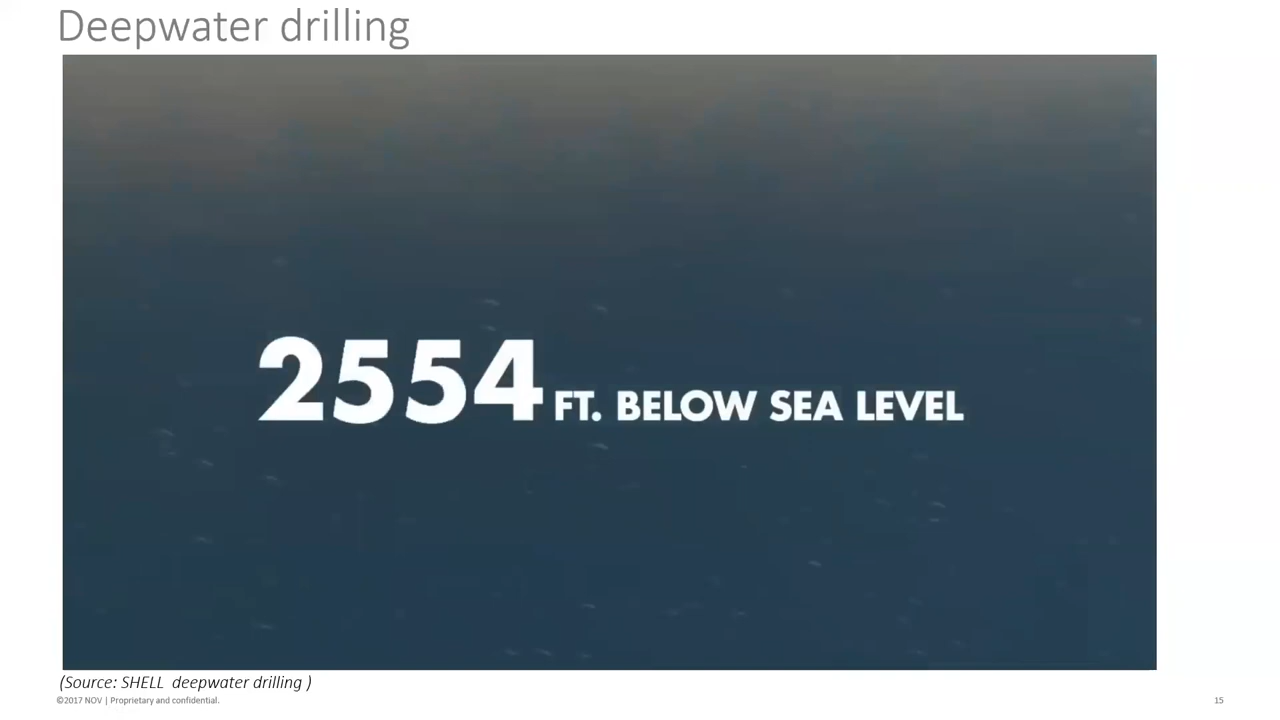 Deepwater drilling
2554 FT. BELOW SEA LEVEL
(Source: SHELL deepwater drilling )
©2017 NOV | Proprietary and confidential.
15